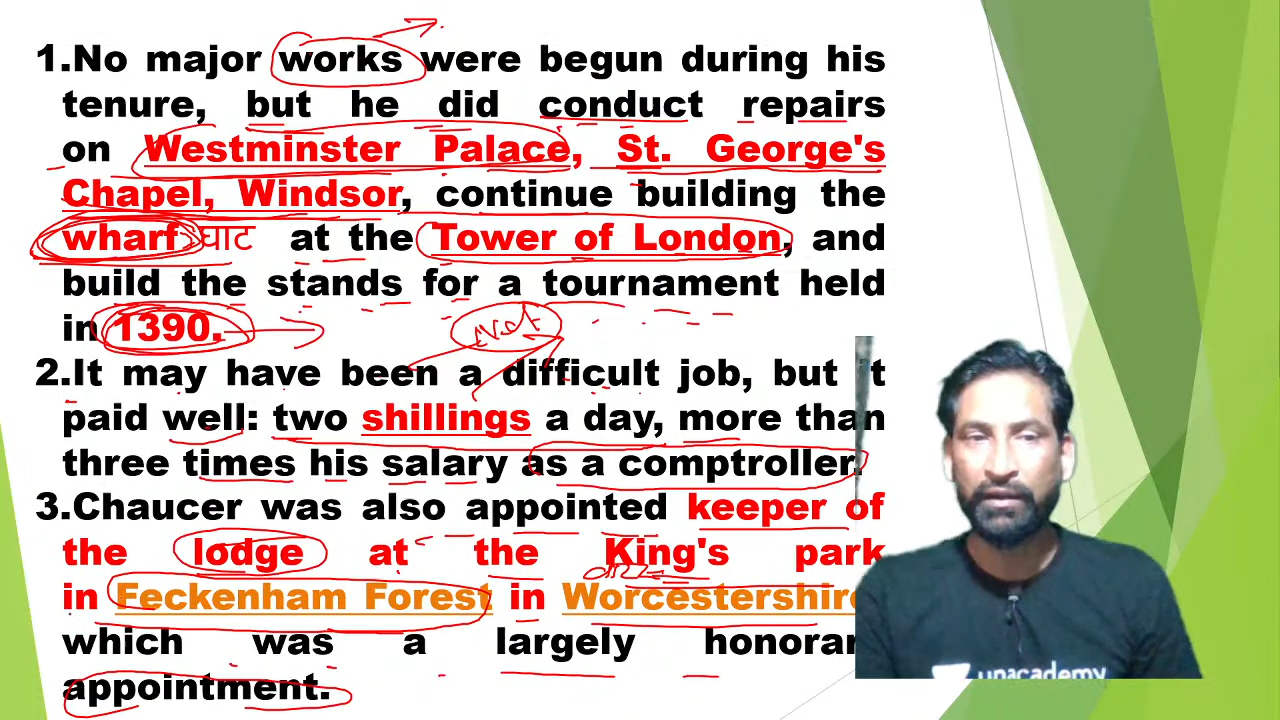 1.No major works were begun during his
tenure, but he did conduct repairs
on Westminster Palace, St. George's
Chapel, Windsor, continue building the
wharf घाट at the Tower of London, and
build the stands for a tournament held
in 1390.
Not
2.It may have been a difficult job, but it
paid well: two shillings a day, more than
three times his salary as a comptroller.
3.Chaucer was also appointed keeper of
the lodge at the King's park
in Feckenham Forest in Worcestershire
which was a largely honorary
appointment.
unacademy